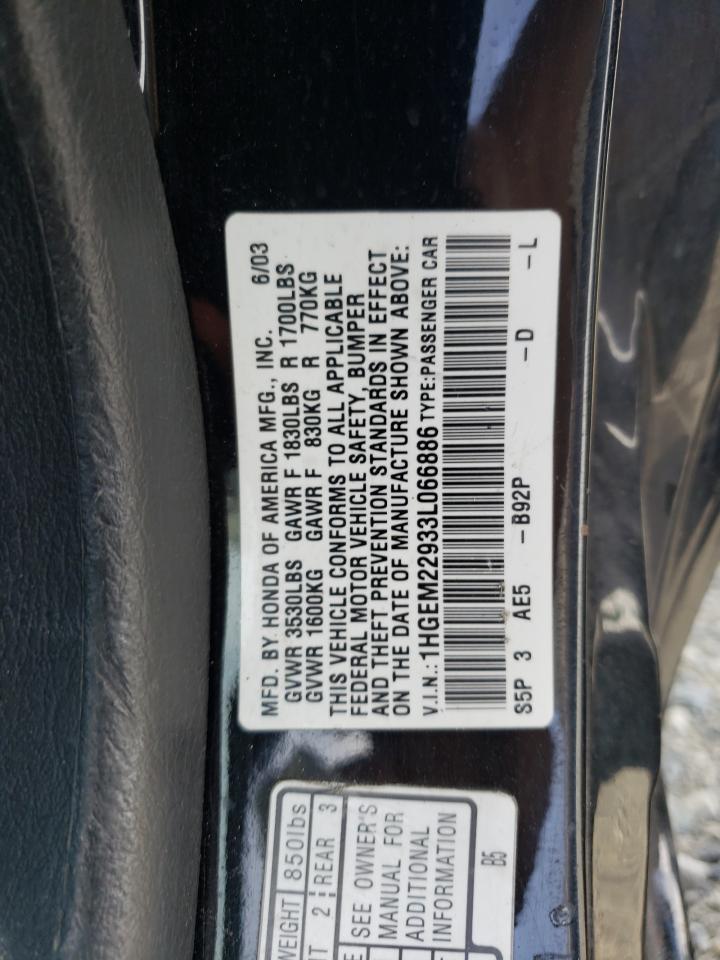 MFD. BY HONDA OF AMERICA MFG., INC. 6/03
GVWR 3530LBS GAWR F 1830LBS R 1700LBS
GVWR 1600KG GAWR F 830KG R 770KG
THIS VEHICLE CONFORMS TO ALL APPLICABLE
FEDERAL MOTOR VEHICLE SAFETY, BUMPER
AND THEFT PREVENTION STANDARDS IN EFFECT
ON THE DATE OF MANUFACTURE SHOWN ABOVE:
V.I.N.:1HGEM22933L066886 TYPE:PASSENGER CAR
S5P 3 AE5 -B92P -D -L
WEIGHT 850lbs
2 REAR 3
SEE OWNER'S
MANUAL FOR
ADDITIONAL
INFORMATION
B5